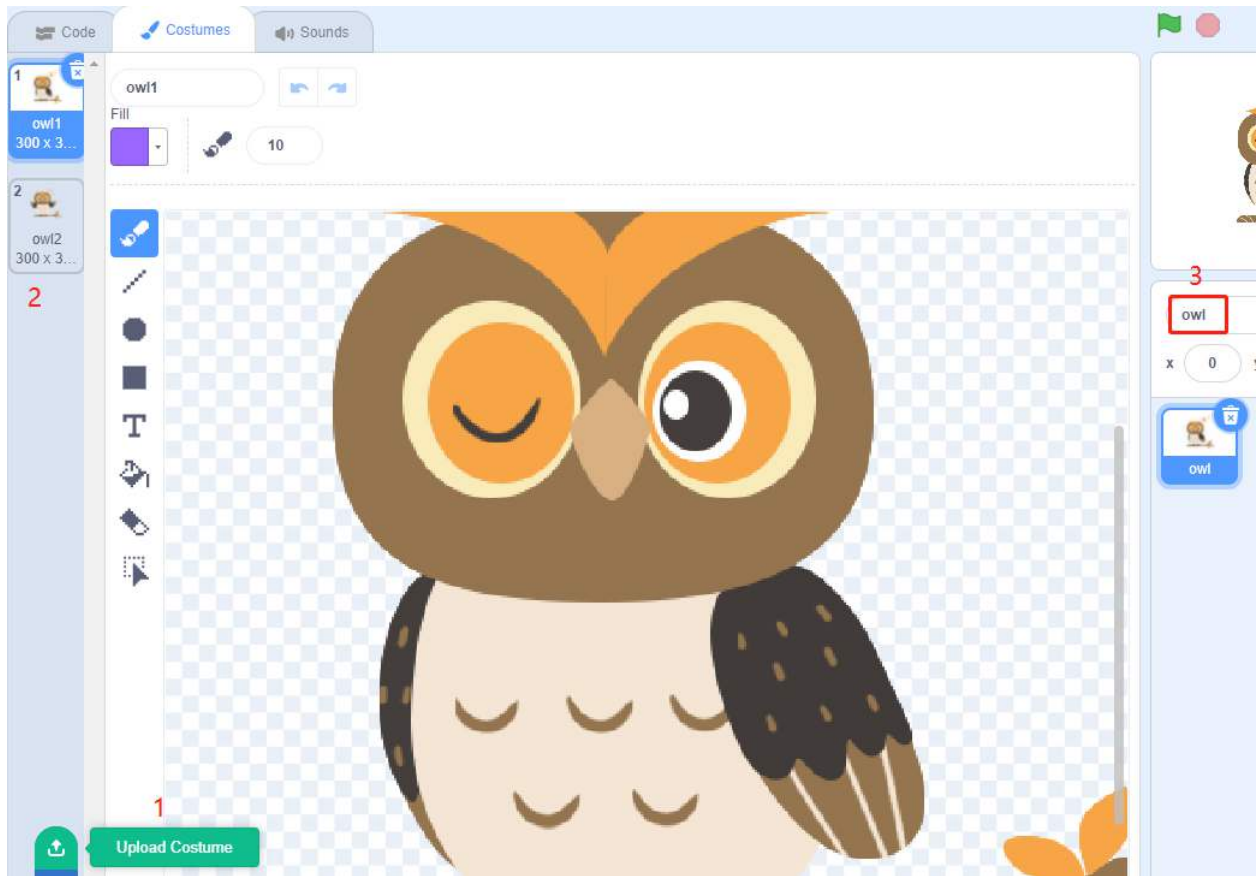 Code
Costumes
Sounds
1
owl1
300 x 3...
2
owl2
300 x 3...
2
owl1
Fill
10
1
Upload Costume
3
owl
x 0 y
owl